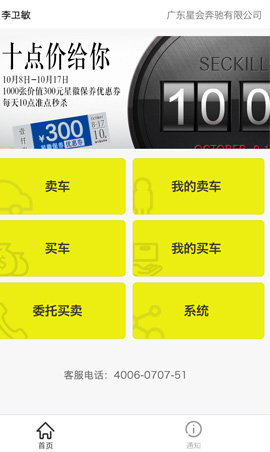 李卫敏 广东星会奔驰有限公司
十点价给你
10月8日-10月17日
1000张价值300元星徽保养优惠券
每天10点准点秒杀
¥300
SECKILL
100
OCTOBER
卖车 我的卖车
买车 我的买车
委托买卖 系统
客服电话：4006-0707-51
首页 通知